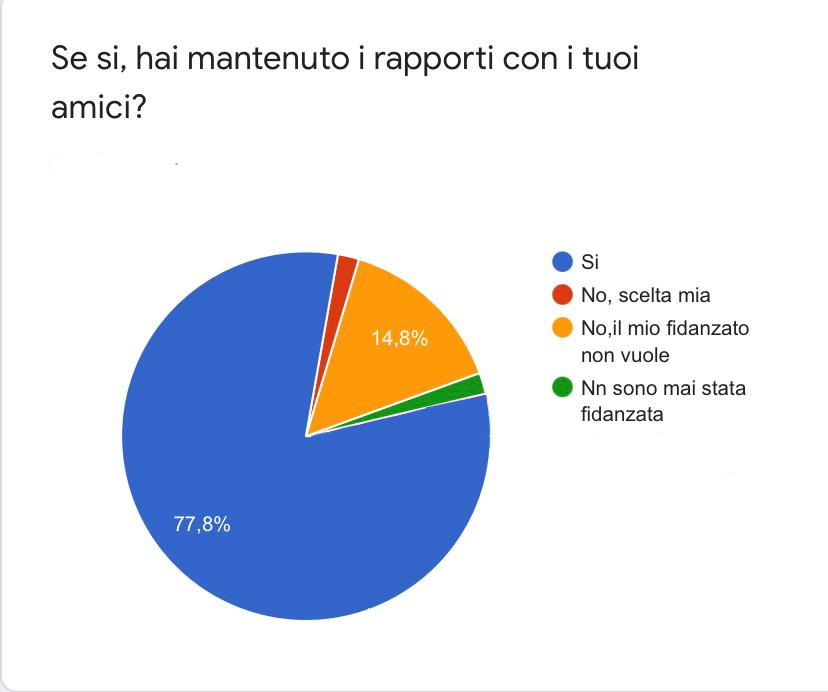 Se si, hai mantenuto i rapporti con i tuoi
amici?
Si
No, scelta mia
No,il mio fidanzato
non vuole
Nn sono mai stata
fidanzata
14,8%
77,8%